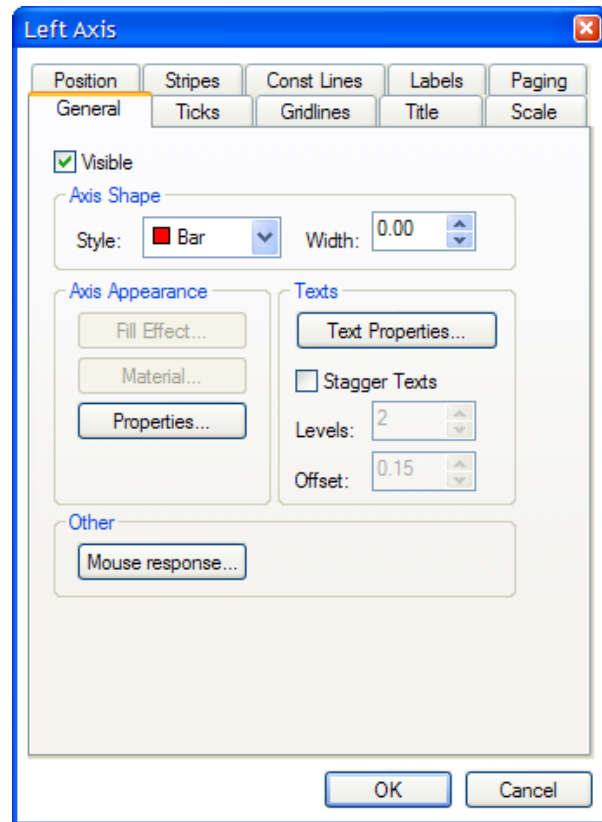 Left Axis
Position Stripes Const Lines Labels Paging
General Ticks Gridlines Title Scale
Visible
Axis Shape
Style: Bar Width: 0.00
Axis Appearance Texts
Fill Effect... Text Properties...
Material... Stagger Texts
Properties... Levels: 2
Offset: 0.15
Other
Mouse response...
OK Cancel